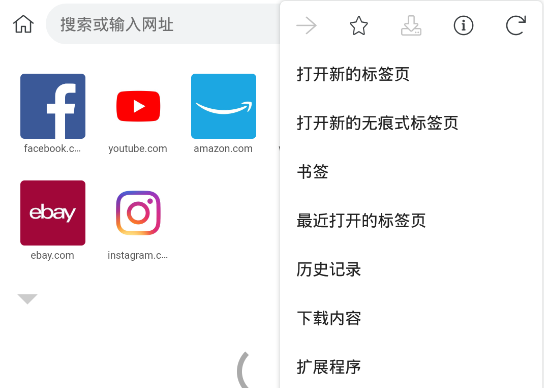 搜索或输入网址
facebook.c...
youtube.com
amazon.com
ebay
ebay.com
instagram.c...
打开新的标签页
打开新的无痕式标签页
书签
最近打开的标签页
历史记录
下载内容
扩展程序